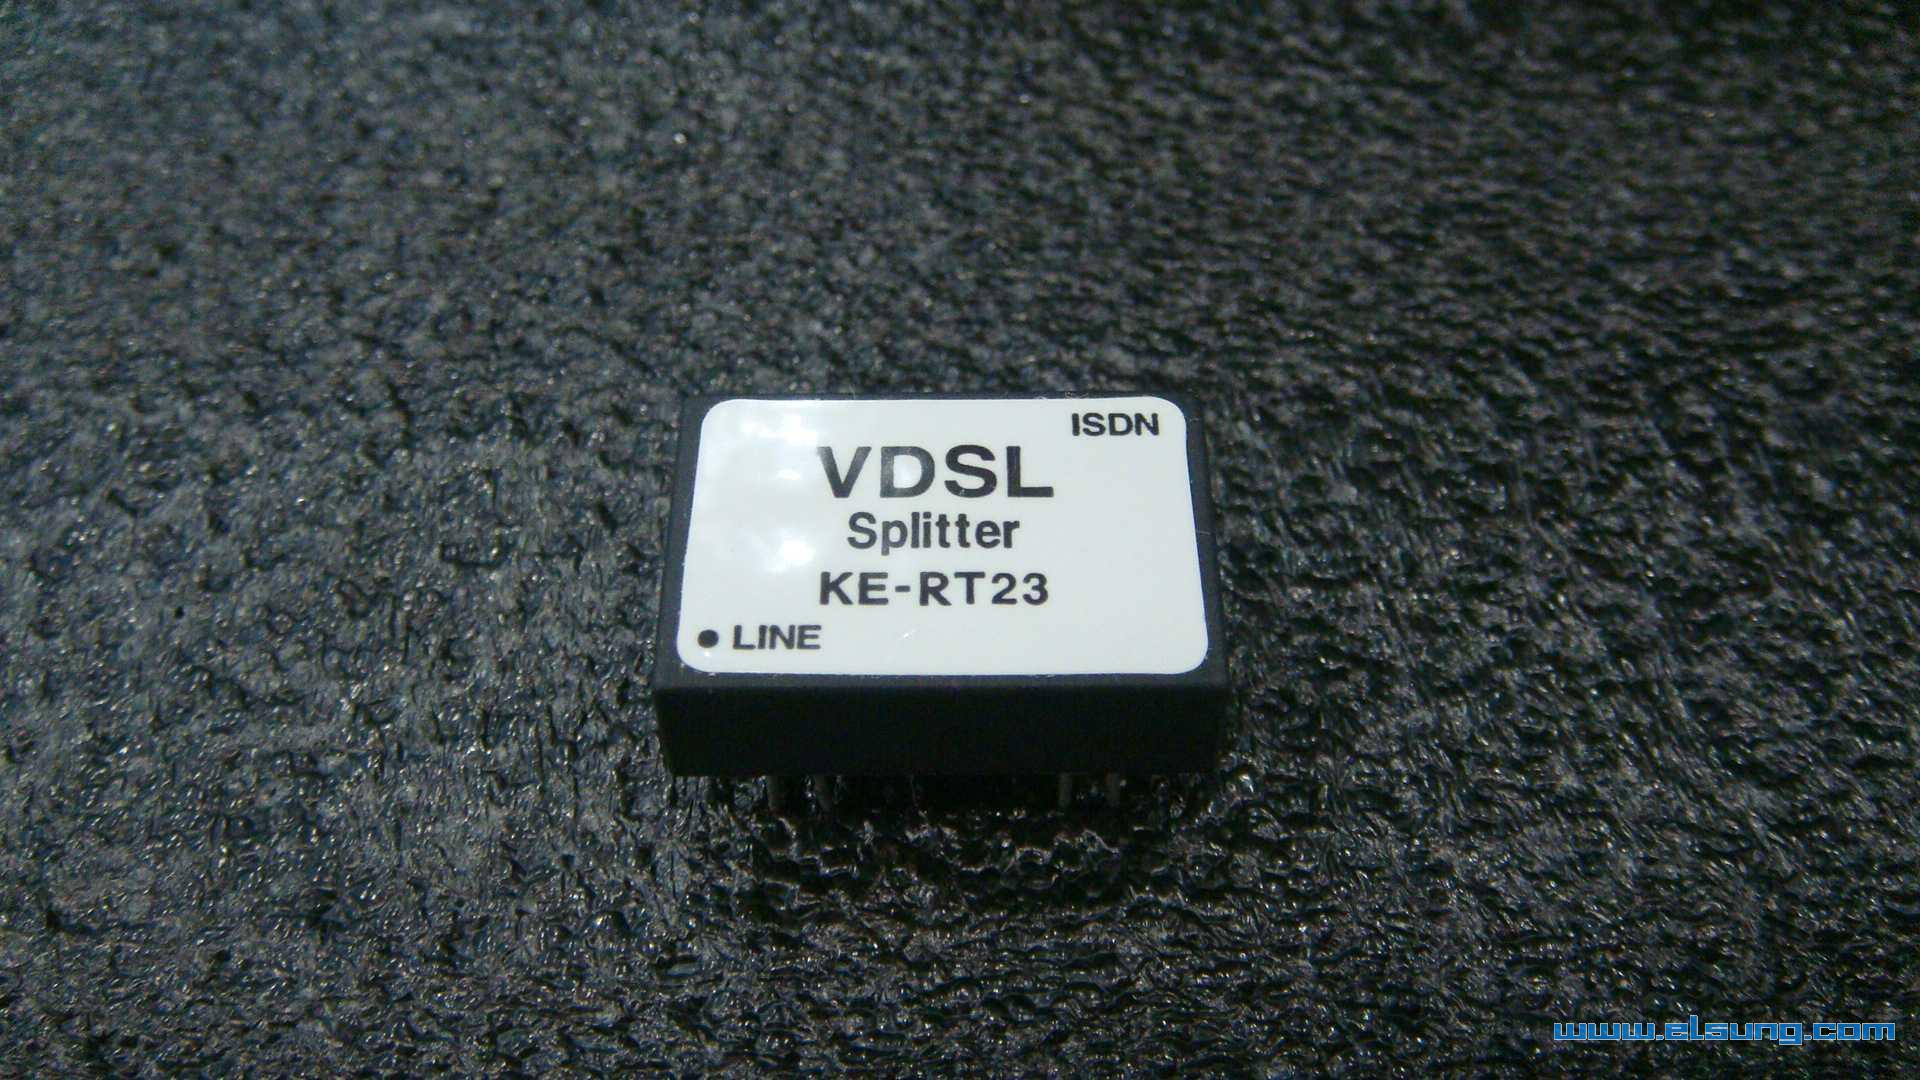 ISDN
VDSL
Splitter
KE-RT23
● LINE
www.elsung.com